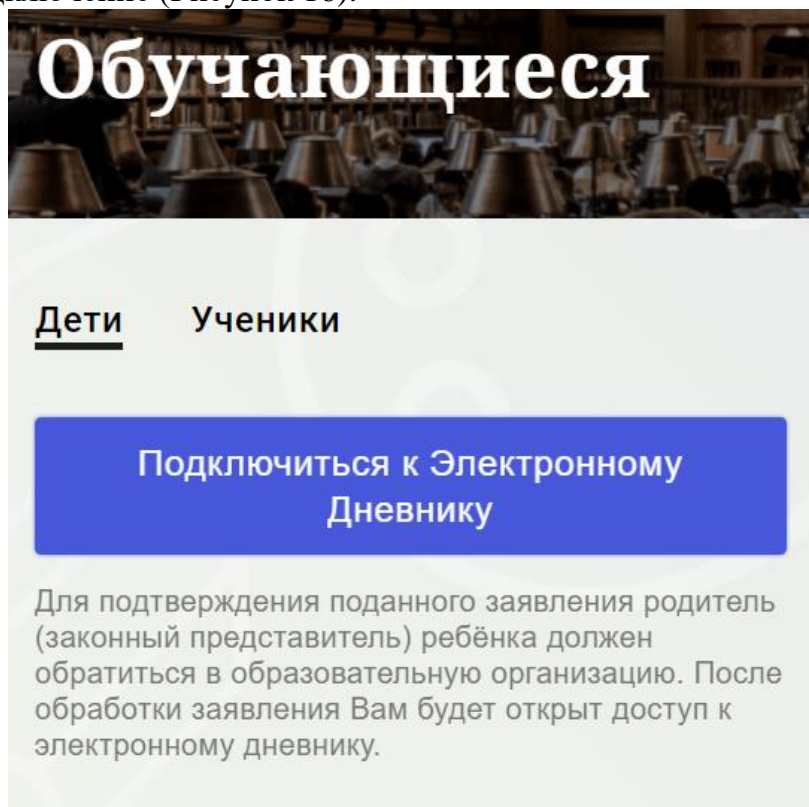 Обучающиеся
Дети Ученики
Подключиться к Электронному
Дневнику
Для подтверждения поданного заявления родитель
(законный представитель) ребёнка должен
обратиться в образовательную организацию. После
обработки заявления Вам будет открыт доступ к
электронному дневнику.